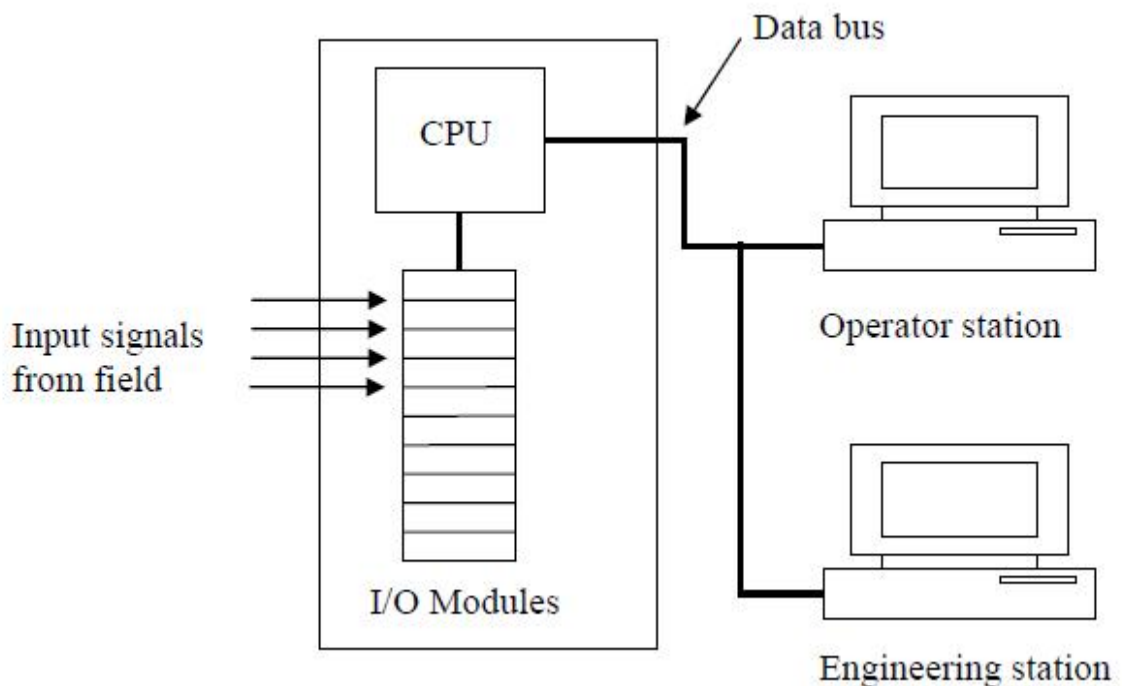 Data bus
CPU
Input signals
from field
Operator station
I/O Modules
Engineering station